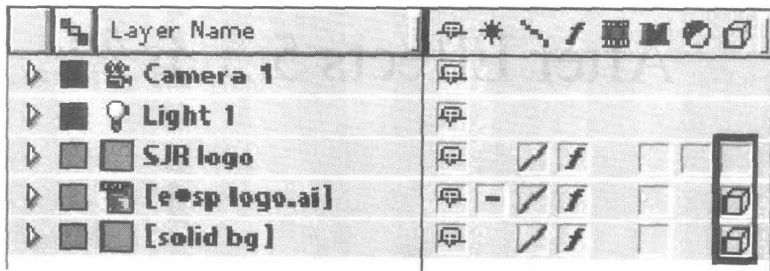 Layer Name
Camera 1
Light 1
SJR logo
[e•sp logo.ai]
[solid bg]